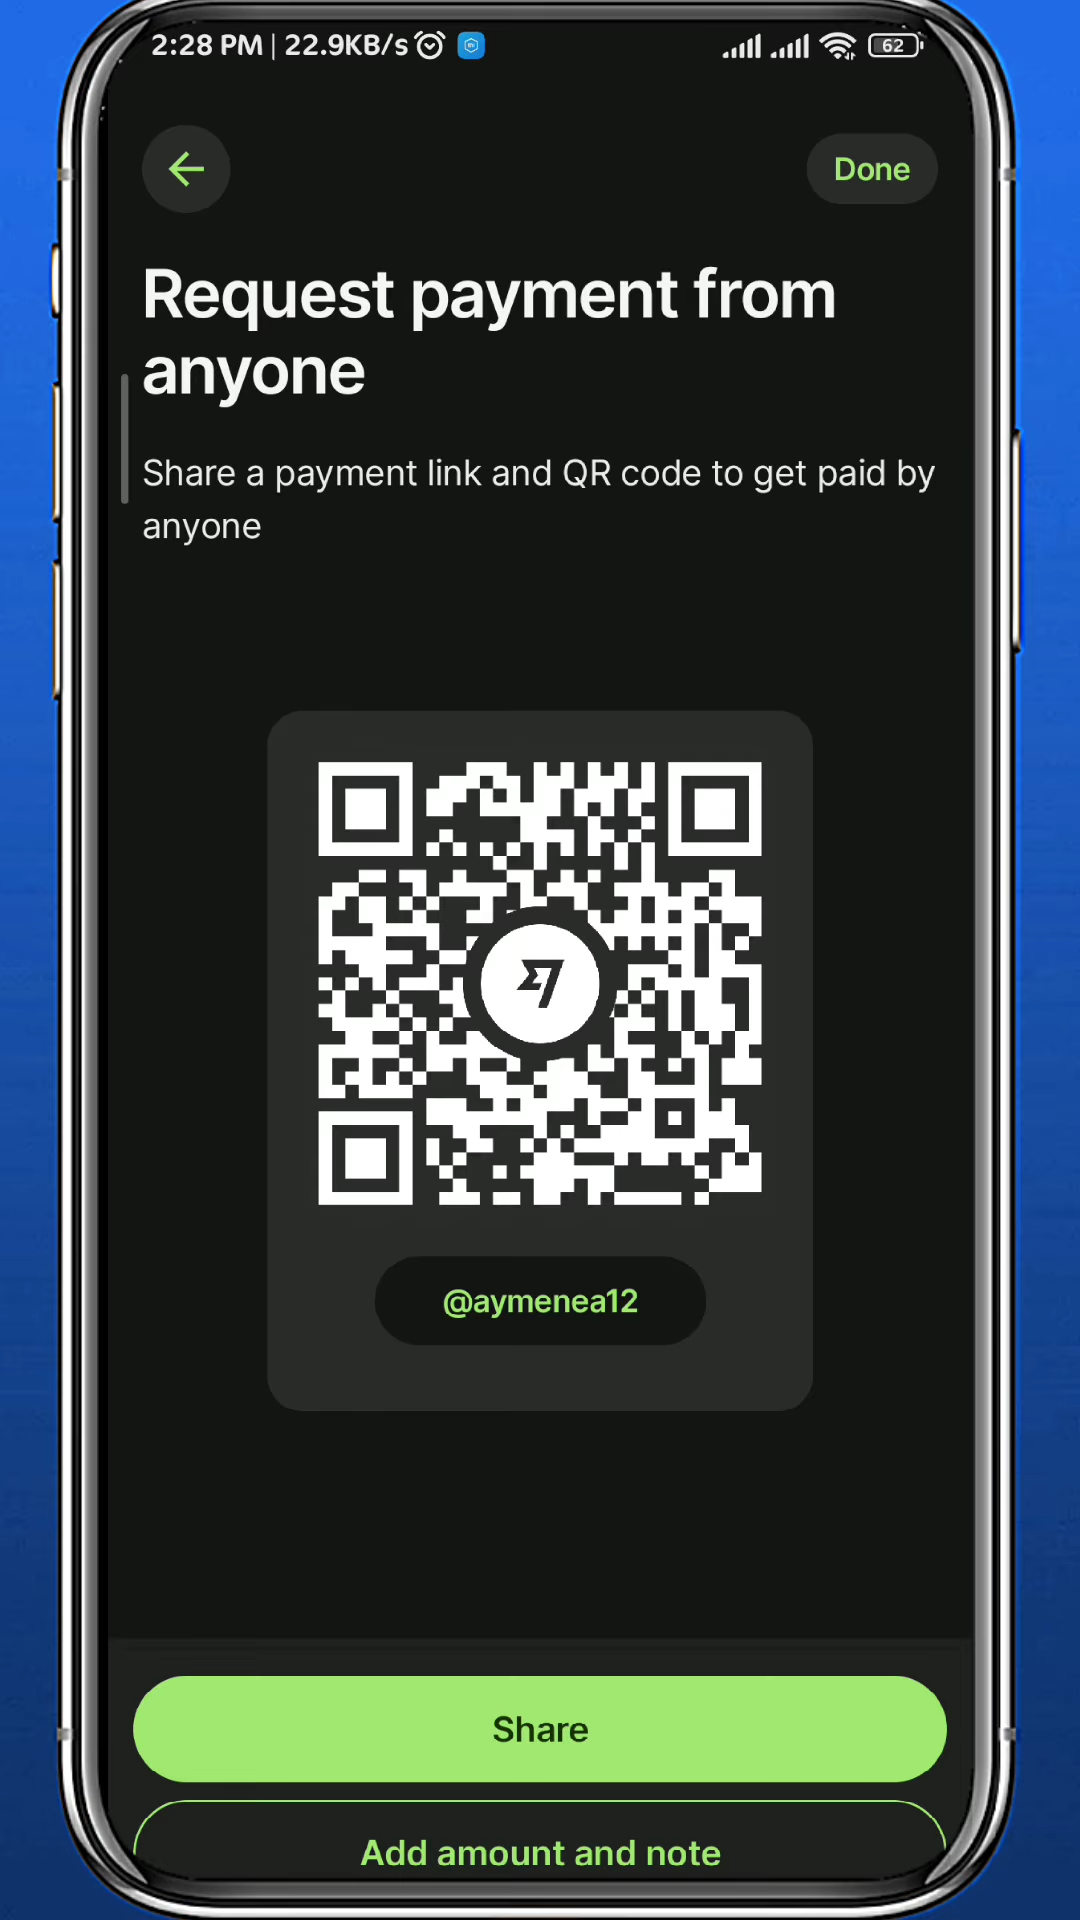 2:28 PM | 22.9KB/s
62
Done
Request payment from
anyone
Share a payment link and QR code to get paid by
anyone
@aymenea12
Share
Add amount and note